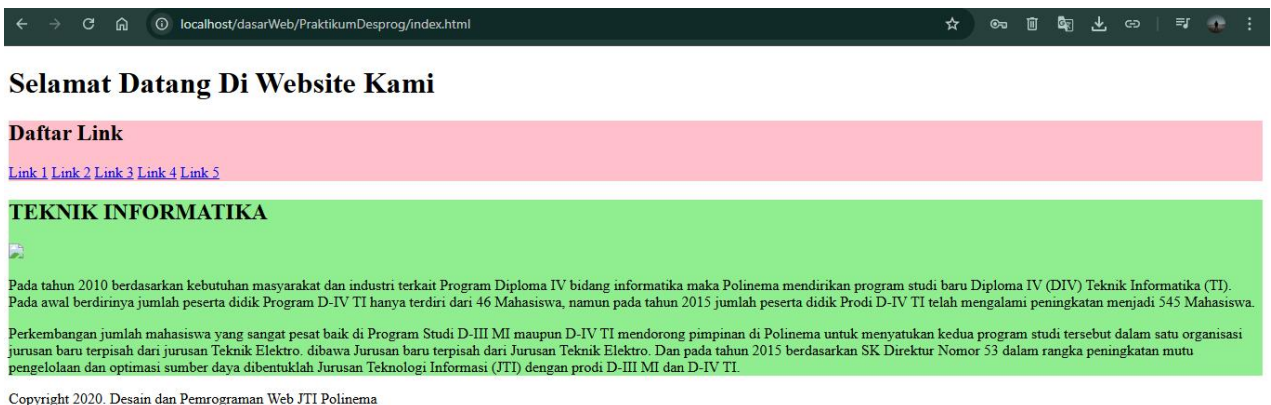 localhost/dasarWeb/PraktikumDesprog/index.html
Selamat Datang Di Website Kami
Daftar Link
Link 1 Link 2 Link 3 Link 4 Link 5
TEKNIK INFORMATIKA
Pada tahun 2010 berdasarkan kebutuhan masyarakat dan industri terkait Program Diploma IV bidang informatika maka Polinema mendirikan program studi baru Diploma IV (DIV) Teknik Informatika (TI).
Pada awal berdirinya jumlah peserta didik Program D-IV TI hanya terdiri dari 46 Mahasiswa, namun pada tahun 2015 jumlah peserta didik Prodi D-IV TI telah mengalami peningkatan menjadi 545 Mahasiswa.
Perkembangan jumlah mahasiswa yang sangat pesat baik di Program Studi D-III MI maupun D-IV TI mendorong pimpinan di Polinema untuk menyatukan kedua program studi tersebut dalam satu organisasi
jurusan baru terpisah dari jurusan Teknik Elektro. dibawa Jurusan baru terpisah dari Jurusan Teknik Elektro. Dan pada tahun 2015 berdasarkan SK Direktur Nomor 53 dalam rangka peningkatan mutu
pengelolaan dan optimasi sumber daya dibentuklah Jurusan Teknologi Informasi (JTI) dengan prodi D-III MI dan D-IV TI.
Copyright 2020. Desain dan Pemrograman Web JTI Polinema